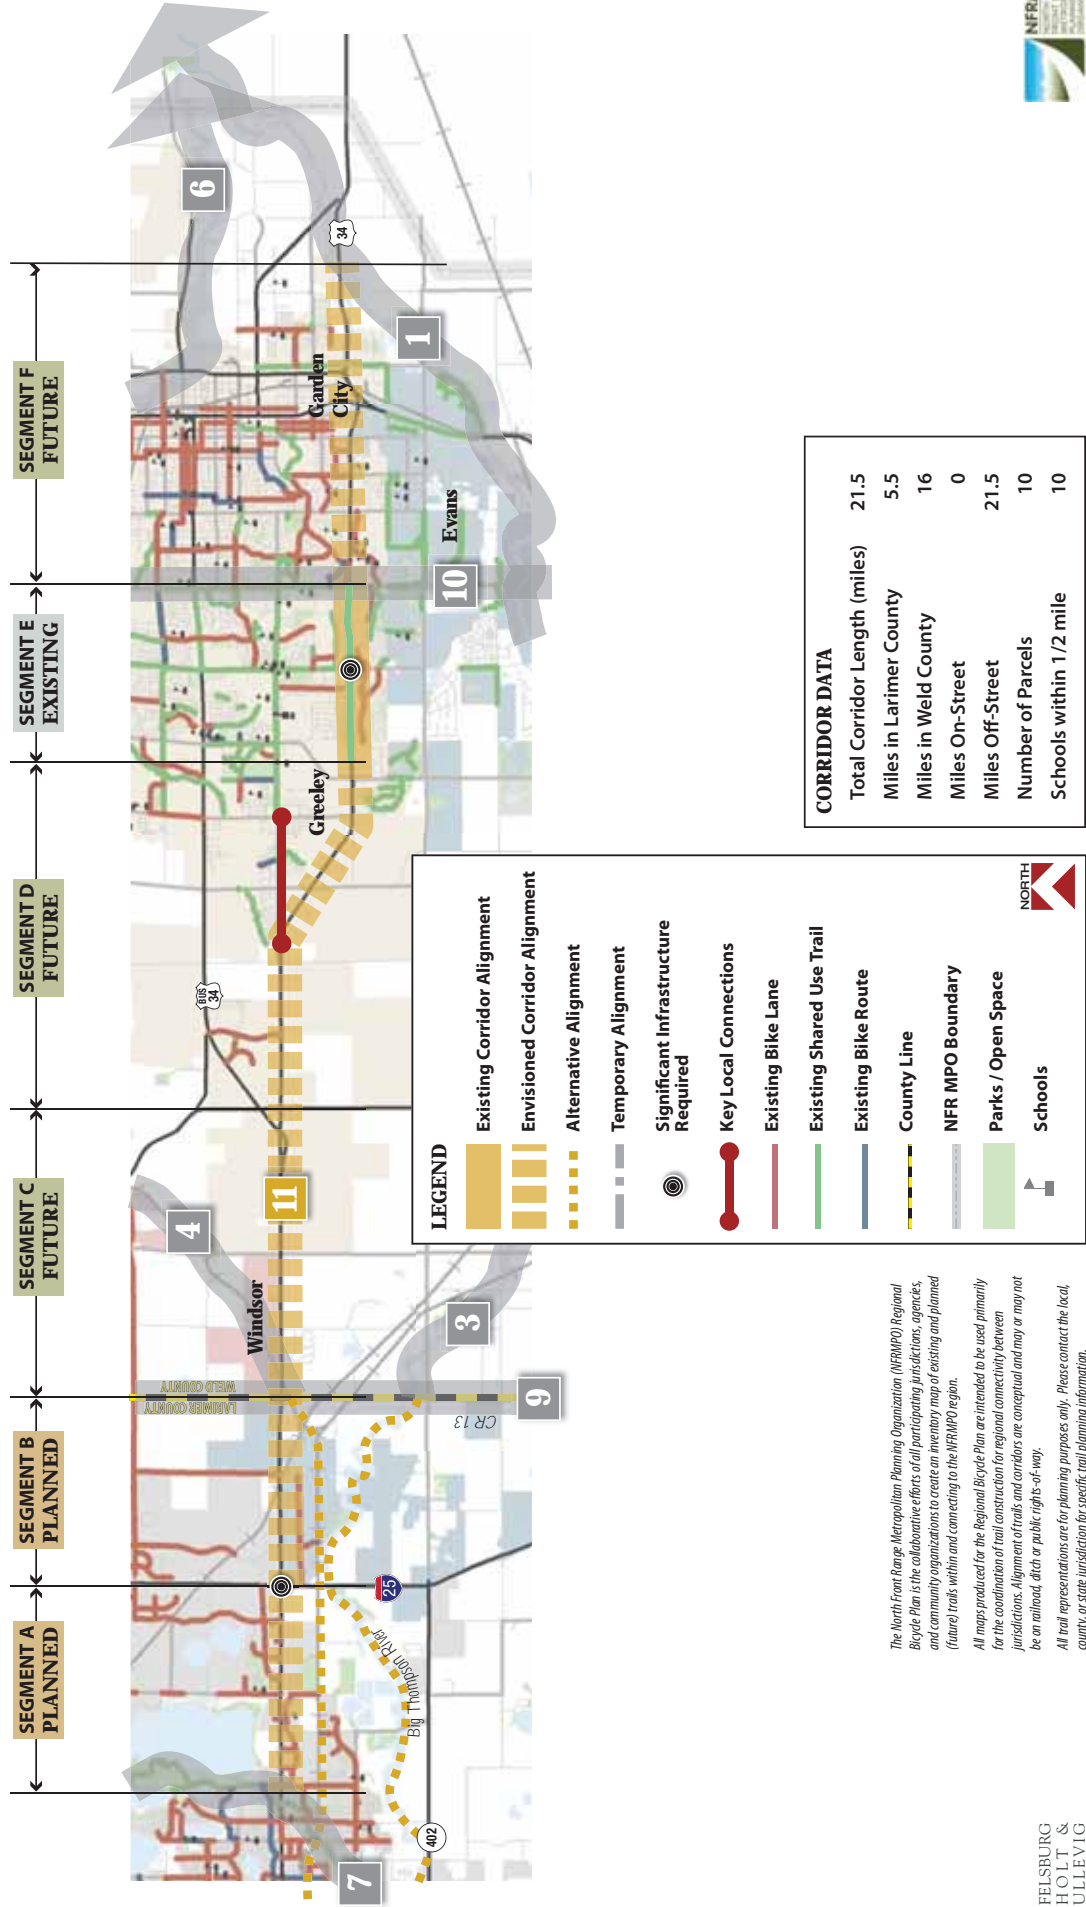 SEGMENT A
PLANNED
SEGMENT B
PLANNED
SEGMENT C
FUTURE
SEGMENT D
FUTURE
SEGMENT E
EXISTING
SEGMENT F
FUTURE
7
402
Big Thompson River
25
LARIMER COUNTY
WELD COUNTY
CR 13
9
Windsor
3
4
11
BUS
34
Greeley
10
Evans
Garden
City
1
6
34
LEGEND
Existing Corridor Alignment
Envisioned Corridor Alignment
Alternative Alignment
Temporary Alignment
Significant Infrastructure
Required
Key Local Connections
Existing Bike Lane
Existing Shared Use Trail
Existing Bike Route
County Line
NFR MPO Boundary
Parks / Open Space
Schools
NORTH
CORRIDOR DATA
Total Corridor Length (miles) 21.5
Miles in Larimer County 5.5
Miles in Weld County 16
Miles On-Street 0
Miles Off-Street 21.5
Number of Parcels 10
Schools within 1/2 mile 10
The North Front Range Metropolitan Planning Organization (NFRMPO) Regional
Bicycle Plan is the collaborative efforts of all participating jurisdictions, agencies,
and community organizations to create an inventory map of existing and planned
(future) trails within and connecting to the NFRMPO region.
All maps produced for the Regional Bicycle Plan are intended to be used primarily
for the coordination of trail construction for regional connectivity between
jurisdictions. Alignment of trails and corridors are conceptual and may or may not
be on railroad, ditch or public rights-of-way.
All trail representations are for planning purposes only. Please contact the local,
county, or state jurisdiction for specific trail planning information.
FELSBURG
HOLT &
ULLEVIG